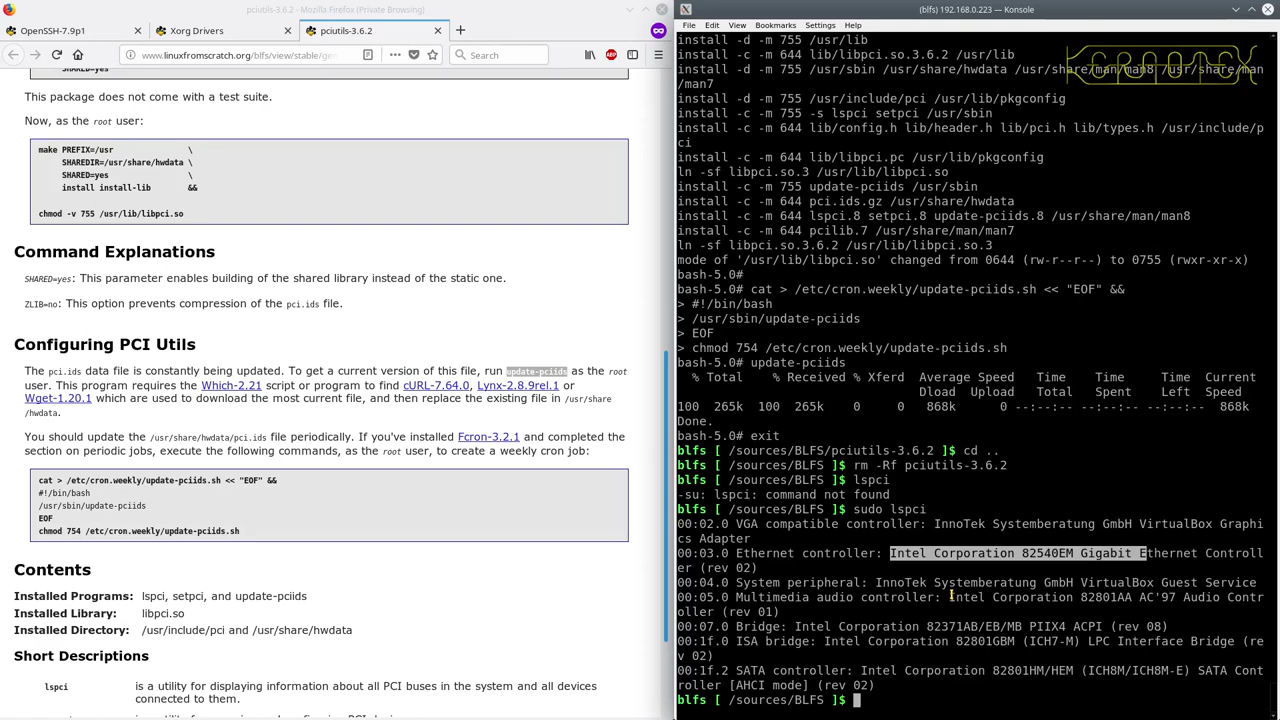 pciutils-3.6.2 - Mozilla Firefox (Private Browsing)
OpenSSH-7.9p1
Xorg Drivers
pciutils-3.6.2
www.linuxfromscratch.org/blfs/view/stable/ge
Search
SHARED=yes
This package does not come with a test suite.
Now, as the root user:
make PREFIX=/usr \
SHAREDIR=/usr/share/hwdata \
SHARED=yes \
install install-lib &&
chmod -v 755 /usr/lib/libpci.so
Command Explanations
SHARED=yes: This parameter enables building of the shared library instead of the static one.
ZLIB=no: This option prevents compression of the pci.ids file.
Configuring PCI Utils
The pci.ids data file is constantly being updated. To get a current version of this file, run update-pciids as the root
user. This program requires the Which-2.21 script or program to find cURL-7.64.0, Lynx-2.8.9rel.1 or
Wget-1.20.1 which are used to download the most current file, and then replace the existing file in /usr/share
/hwdata.
You should update the /usr/share/hwdata/pci.ids file periodically. If you've installed Fcron-3.2.1 and completed the
section on periodic jobs, execute the following commands, as the root user, to create a weekly cron job:
cat > /etc/cron.weekly/update-pciids.sh << "EOF" &&
#!/bin/bash
/usr/sbin/update-pciids
EOF
chmod 754 /etc/cron.weekly/update-pciids.sh
Contents
Installed Programs: lspci, setpci, and update-pciids
Installed Library: libpci.so
Installed Directory: /usr/include/pci and /usr/share/hwdata
Short Descriptions
lspci is a utility for displaying information about all PCI buses in the system and all devices
connected to them.
(blfs) 192.168.0.223 — Konsole
File Edit View Bookmarks Settings Help
install -d -m 755 /usr/lib
install -c -m 644 lib/libpci.so.3.6.2 /usr/lib
install -d -m 755 /usr/sbin /usr/share/hwdata /usr/share/man/man8 /usr/share/man
/man7
install -d -m 755 /usr/include/pci /usr/lib/pkgconfig
install -c -m 755 -s lspci setpci /usr/sbin
install -c -m 644 lib/config.h lib/header.h lib/pci.h lib/types.h /usr/include/p
ci
install -c -m 644 lib/libpci.pc /usr/lib/pkgconfig
ln -sf libpci.so.3 /usr/lib/libpci.so
install -c -m 755 update-pciids /usr/sbin
install -c -m 644 pci.ids.gz /usr/share/hwdata
install -c -m 644 lspci.8 setpci.8 update-pciids.8 /usr/share/man/man8
install -c -m 644 pcilib.7 /usr/share/man/man7
ln -sf libpci.so.3.6.2 /usr/lib/libpci.so.3
mode of '/usr/lib/libpci.so' changed from 0644 (rw-r--r--) to 0755 (rwxr-xr-x)
bash-5.0#
bash-5.0# cat > /etc/cron.weekly/update-pciids.sh << "EOF" &&
> #!/bin/bash
> /usr/sbin/update-pciids
> EOF
> chmod 754 /etc/cron.weekly/update-pciids.sh
bash-5.0# update-pciids
% Total % Received % Xferd Average Speed Time Time Time Current
Dload Upload Total Spent Left Speed
100 265k 100 265k 0 0 868k 0 --:--:-- --:--:-- --:--:-- 868k
Done.
bash-5.0# exit
blfs [ /sources/BLFS/pciutils-3.6.2 ]$ cd ..
blfs [ /sources/BLFS ]$ rm -Rf pciutils-3.6.2
blfs [ /sources/BLFS ]$ lspci
-su: lspci: command not found
blfs [ /sources/BLFS ]$ sudo lspci
00:02.0 VGA compatible controller: InnoTek Systemberatung GmbH VirtualBox Graphi
cs Adapter
00:03.0 Ethernet controller: Intel Corporation 82540EM Gigabit Ethernet Controll
er (rev 02)
00:04.0 System peripheral: InnoTek Systemberatung GmbH VirtualBox Guest Service
00:05.0 Multimedia audio controller: Intel Corporation 82801AA AC'97 Audio Contr
oller (rev 01)
00:07.0 Bridge: Intel Corporation 82371AB/EB/MB PIIX4 ACPI (rev 08)
00:1f.0 ISA bridge: Intel Corporation 82801GBM (ICH7-M) LPC Interface Bridge (re
v 02)
00:1f.2 SATA controller: Intel Corporation 82801HM/HEM (ICH8M/ICH8M-E) SATA Cont
roller [AHCI mode] (rev 02)
blfs [ /sources/BLFS ]$